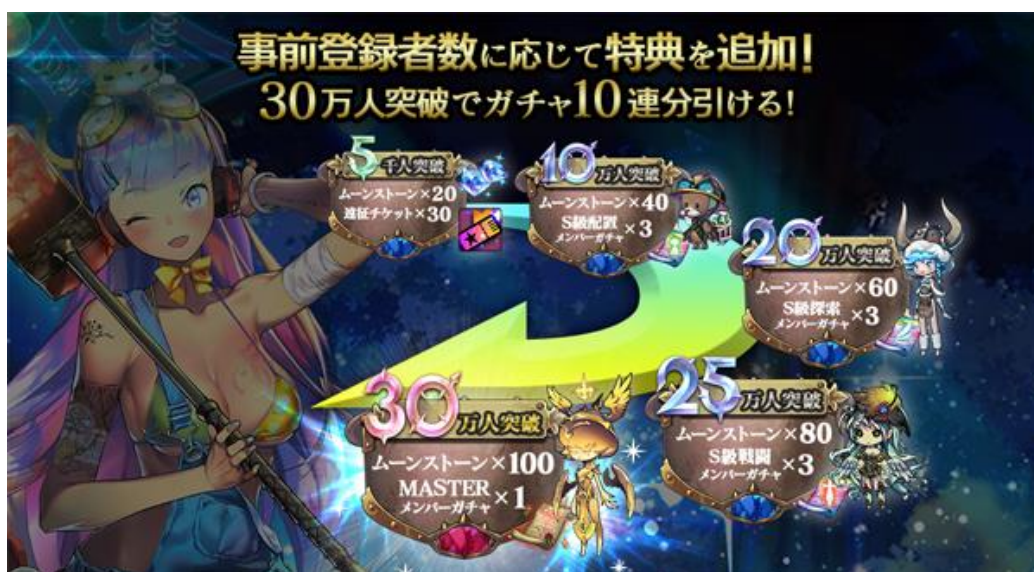 事前登録者数に応じて特典を追加!
30万人突破でガチャ10連分引ける!
5千人突破
ムーンストーン×20
遠征チケット×30
10万人突破
ムーンストーン×40
S級配置
メンバーガチャ×3
20万人突破
ムーンストーン×60
S級探索
メンバーガチャ×3
25万人突破
ムーンストーン×80
S級戦闘
メンバーガチャ×3
30万人突破
ムーンストーン×100
MASTER
メンバーガチャ×1